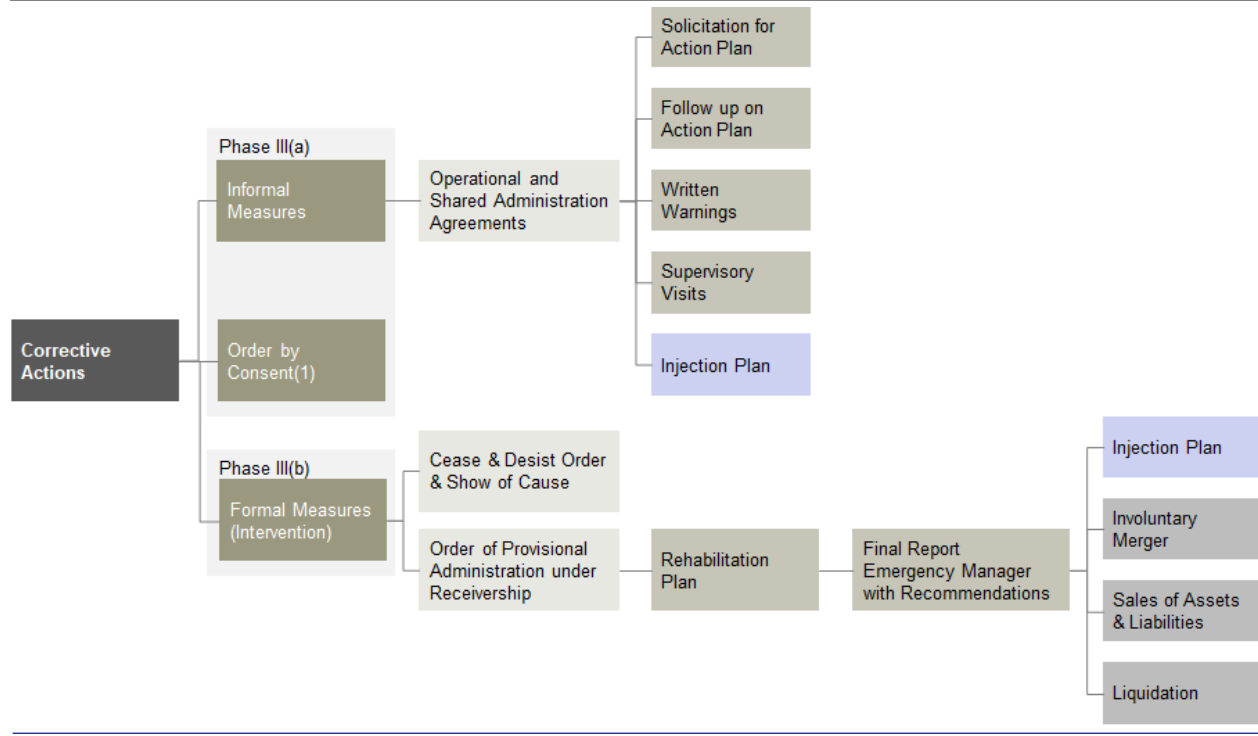 Solicitation for
Action Plan
Follow up on
Action Plan
Phase III(a)
Informal
Measures
Operational and
Shared Administration
Agreements
Written
Warnings
Supervisory
Visits
Corrective
Actions
Order by
Consent(1)
Injection Plan
Phase III(b)
Formal Measures
(Intervention)
Cease & Desist Order
& Show of Cause
Order of Provisional
Administration under
Receivership
Rehabilitation
Plan
Final Report
Emergency Manager
with Recommendations
Injection Plan
Involuntary
Merger
Sales of Assets
& Liabilities
Liquidation